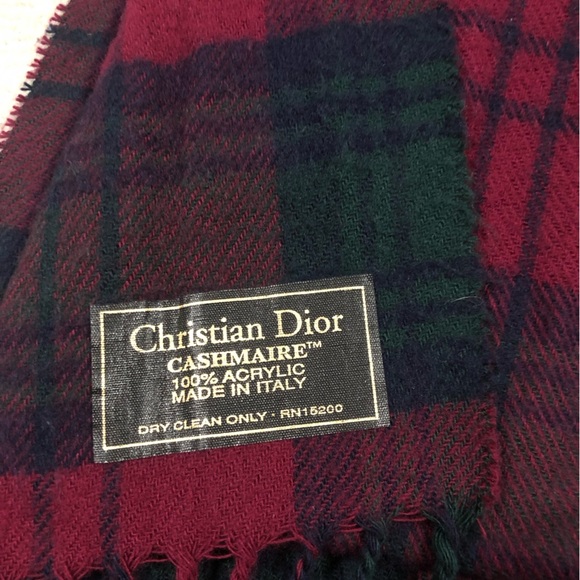 Christian Dior
CASHMAIRE™
100% ACRYLIC
MADE IN ITALY
DRY CLEAN ONLY · RN15200